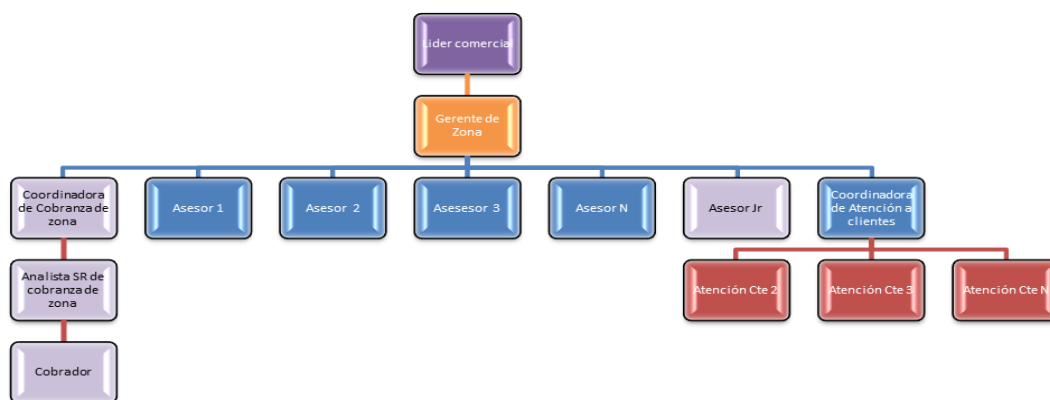 Lider comercial
Gerente de
Zona
Coordinadora
de Cobranza de
zona
Asesor 1
Asesor 2
Asesesor 3
Asesor N
Asesor Jr
Coordinadora
de Atención a
clientes
Analista SR de
cobranza de
zona
Atención Cte 2
Atención Cte 3
Atención Cte N
Cobrador